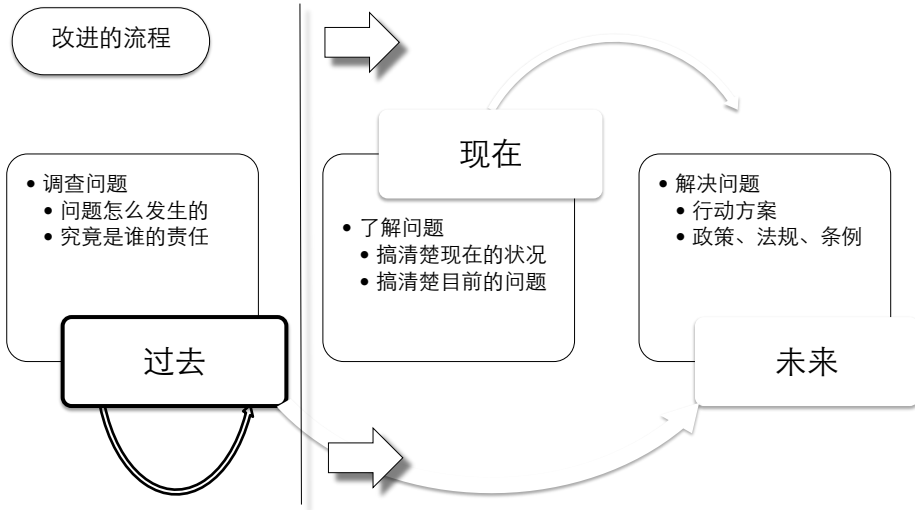 改进的流程
• 调查问题
• 问题怎么发生的
• 究竟是谁的责任
过去
现在
• 了解问题
• 搞清楚现在的状况
• 搞清楚目前的问题
• 解决问题
• 行动方案
• 政策、法规、条例
未来